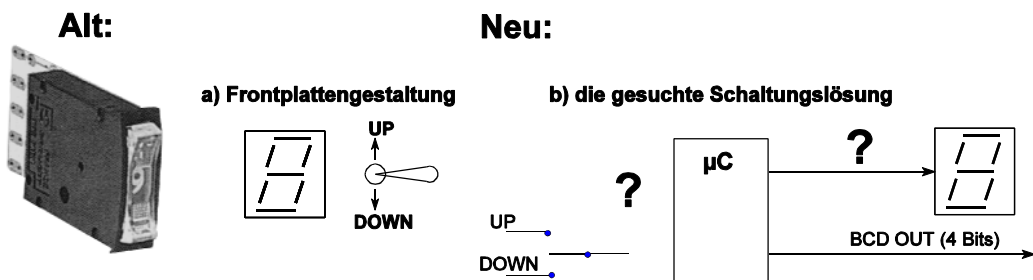 Alt:
Neu:
a) Frontplattengestaltung
b) die gesuchte Schaltungslösung
UP
DOWN
?
µC
?
UP
DOWN
BCD OUT (4 Bits)